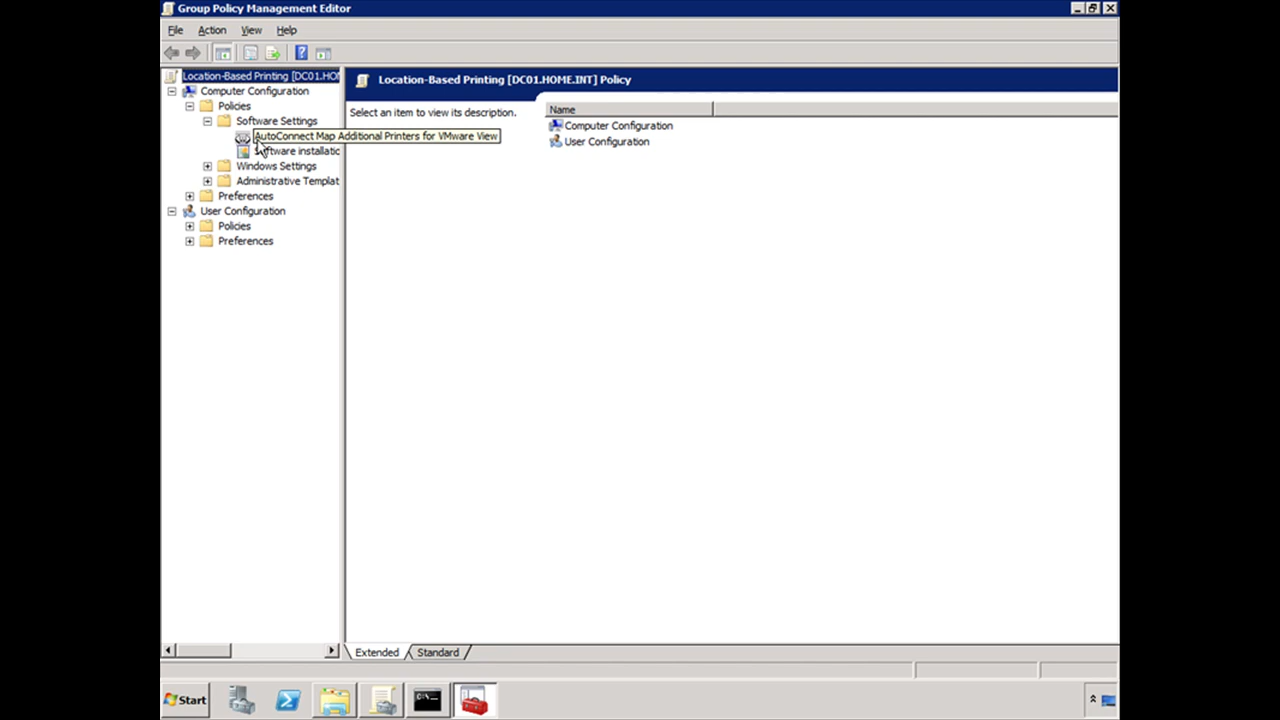 Group Policy Management Editor
File Action View Help
Location-Based Printing [DC01.HO
Computer Configuration
Policies
Software Settings
AutoConnect Map Additional Printers for VMware View
Software installatio
Windows Settings
Administrative Templat
Preferences
User Configuration
Policies
Preferences
Location-Based Printing [DC01.HOME.INT] Policy
Select an item to view its description.
Name
Computer Configuration
User Configuration
Extended Standard
Start